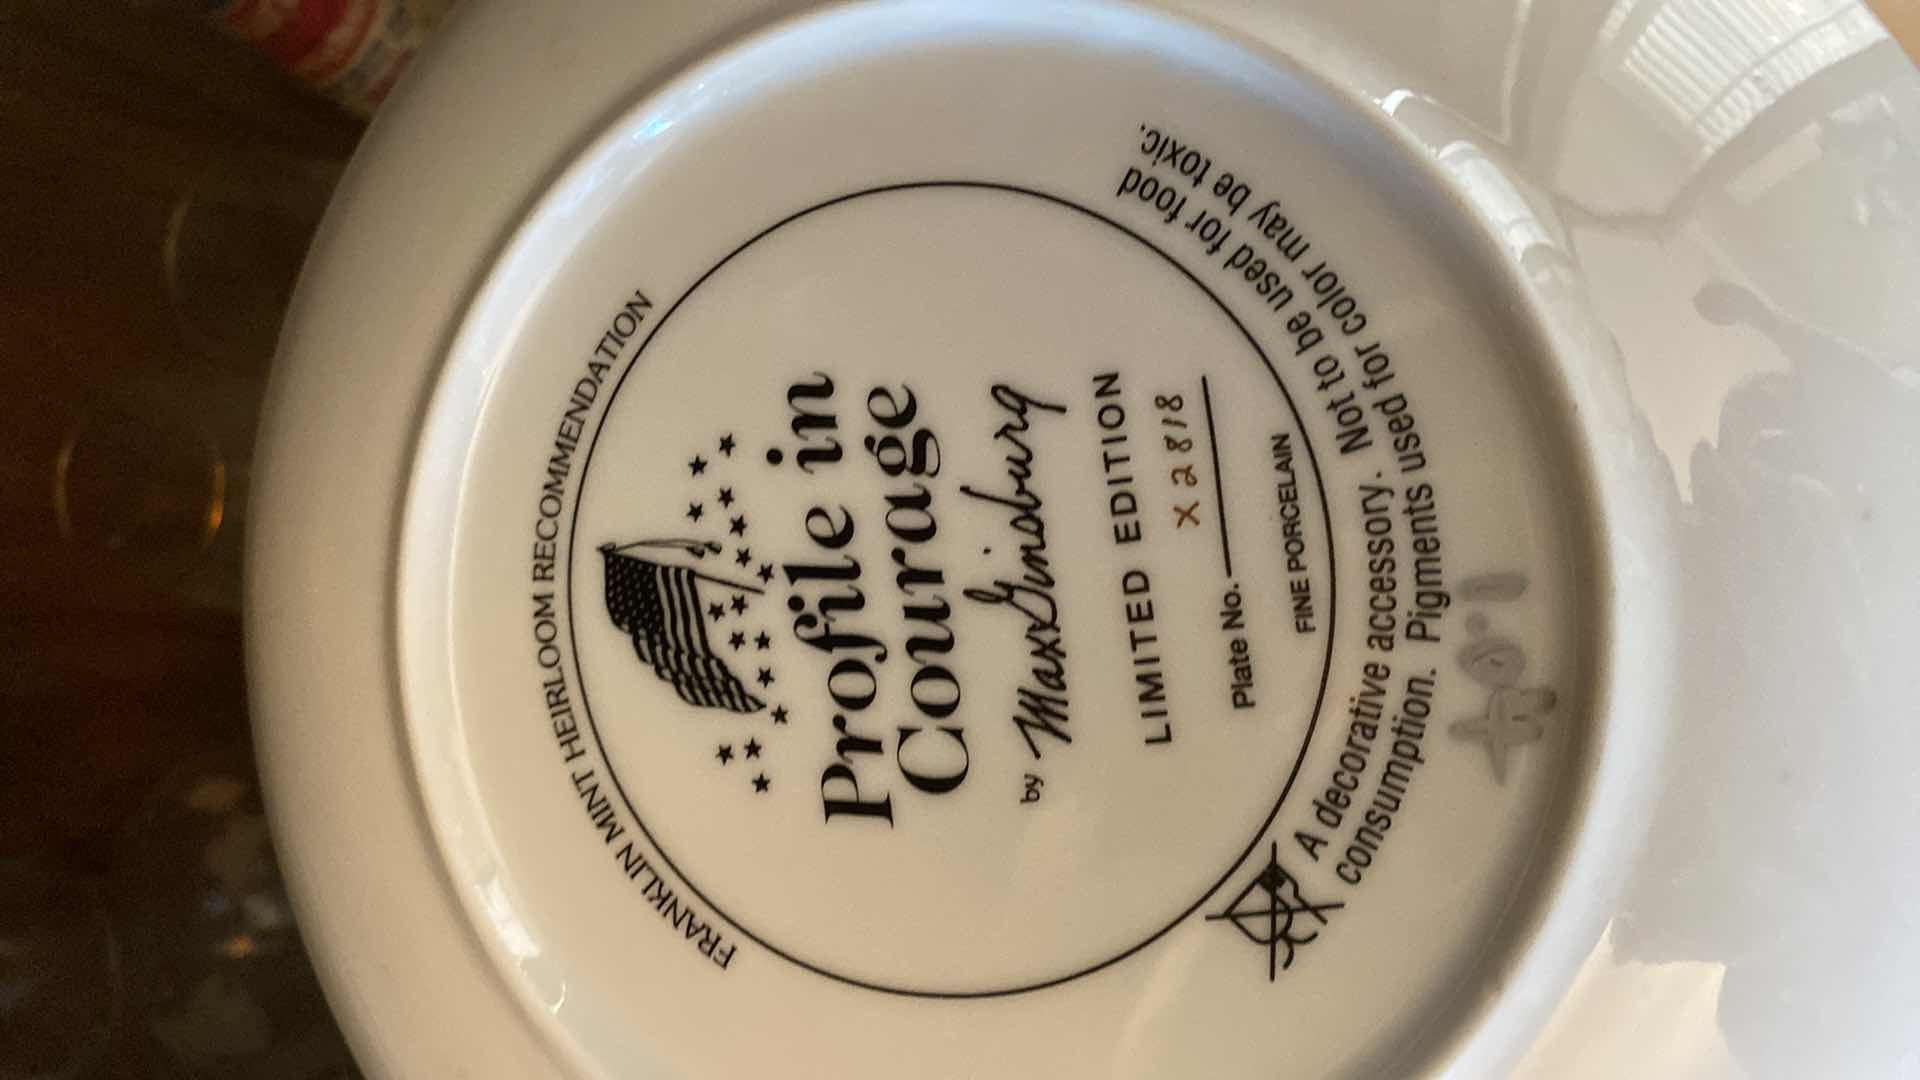 FRANKLIN MINT HEIRLOOM RECOMMENDATION
Profile in
Courage
by Max Ginsburg
LIMITED EDITION
X2818
Plate No.
FINE PORCELAIN
A decorative accessory. Not to be used for food
consumption. Pigments used for color may be toxic.